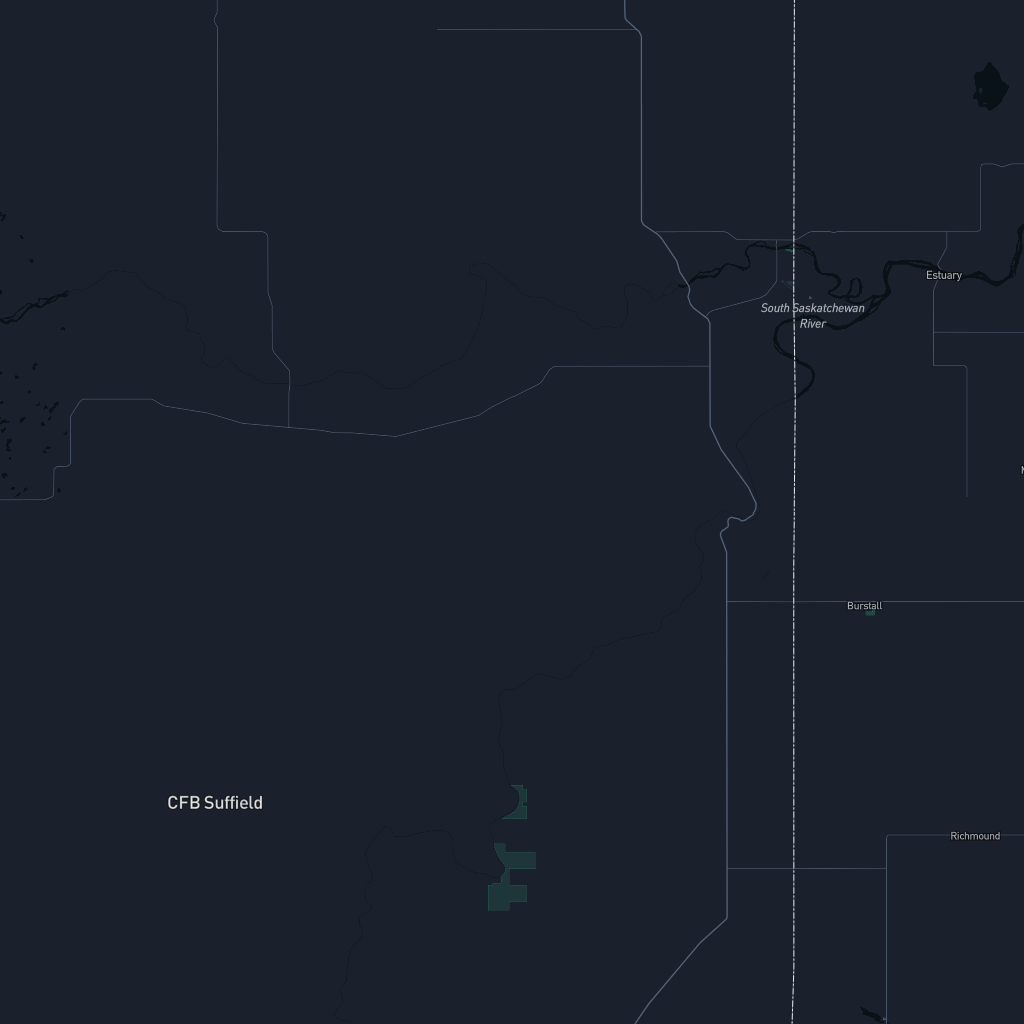 Estuary
South Saskatchewan
River
Burstall
CFB Suffield
Richmound